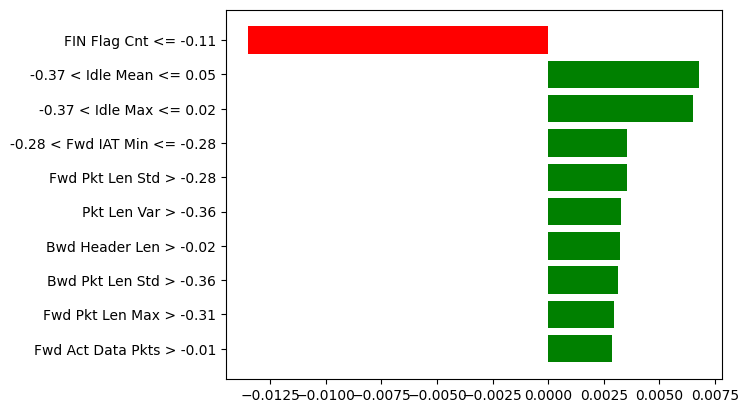 FIN Flag Cnt <= -0.11
-0.37 < Idle Mean <= 0.05
-0.37 < Idle Max <= 0.02
-0.28 < Fwd IAT Min <= -0.28
Fwd Pkt Len Std > -0.28
Pkt Len Var > -0.36
Bwd Header Len > -0.02
Bwd Pkt Len Std > -0.36
Fwd Pkt Len Max > -0.31
Fwd Act Data Pkts > -0.01
−0.0125 −0.0100 −0.0075 −0.0050 −0.0025 0.0000 0.0025 0.0050 0.0075